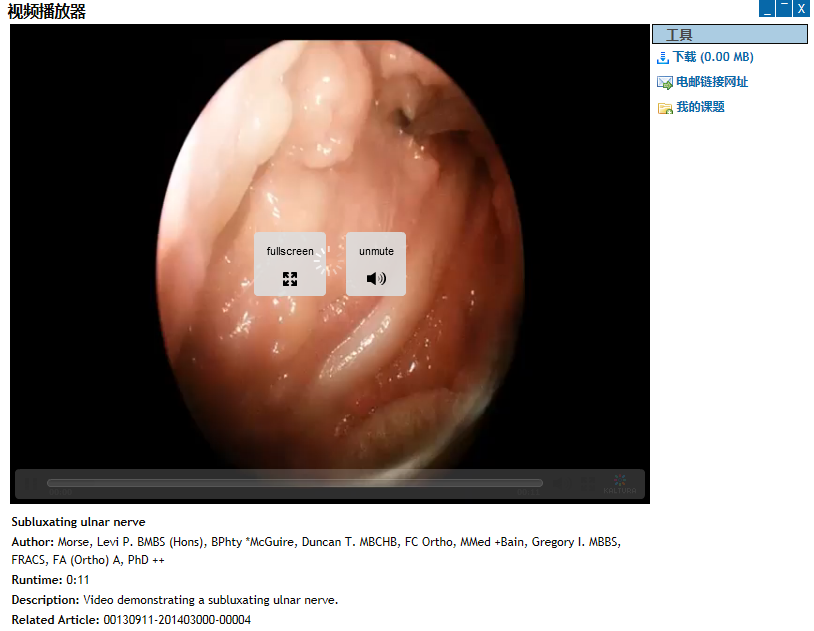 视频播放器
工具
下载 (0.00 MB)
电邮链接网址
我的课题
fullscreen
unmute
Subluxating ulnar nerve
Author: Morse, Levi P. BMBS (Hons), BPhty *McGuire, Duncan T. MBCHB, FC Ortho, MMed +Bain, Gregory I. MBBS,
FRACS, FA (Ortho) A, PhD ++
Runtime: 0:11
Description: Video demonstrating a subluxating ulnar nerve.
Related Article: 00130911-201403000-00004